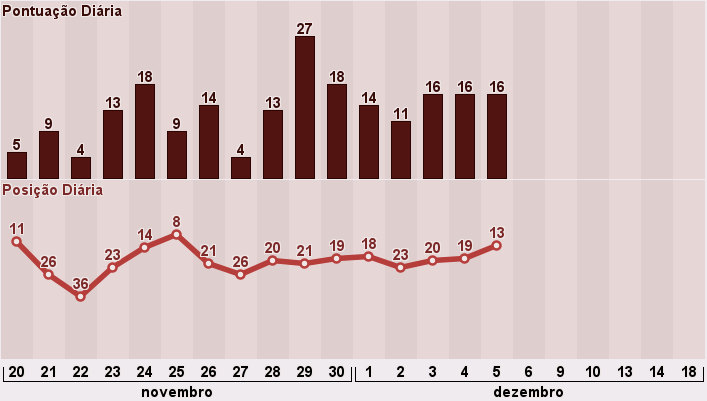 Pontuação Diária
5 9 4 13 18 9 14 4 13 27 18 14 11 16 16 16
Posição Diária
11 26 36 23 14 8 21 26 20 21 19 18 23 20 19 13
20 21 22 23 24 25 26 27 28 29 30 1 2 3 4 5 6 9 10 13 14 18
novembro dezembro